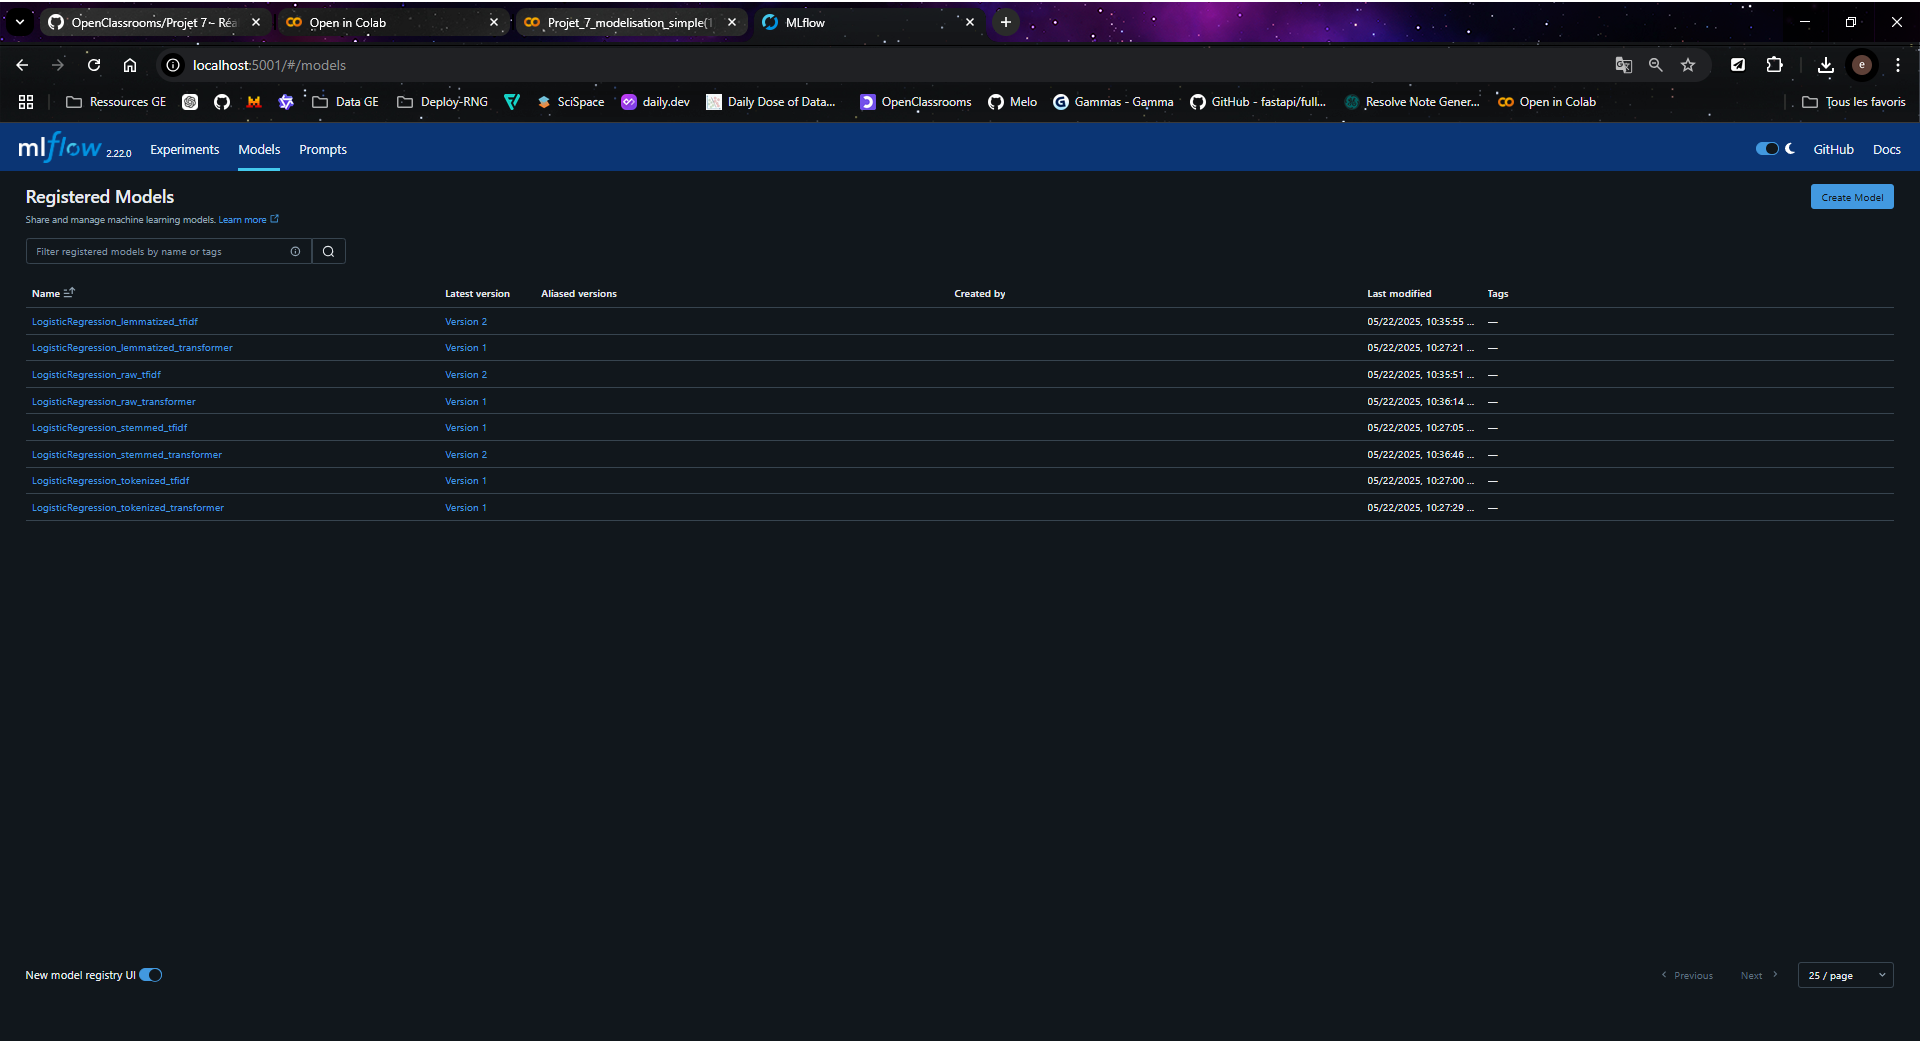 OpenClassrooms/Projet 7 – Réa Open in Colab Projet_7_modelisation_simple(1 MLflow
localhost:5001/#/models
Ressources GE Data GE Deploy-RNG SciSpace daily.dev Daily Dose of Data... OpenClassrooms Melo Gammas - Gamma GitHub - fastapi/full... Resolve Note Gener... Open in Colab Tous les favoris
mlflow 2.22.0 Experiments Models Prompts GitHub Docs
Registered Models
Create Model
Share and manage machine learning models. Learn more
Filter registered models by name or tags
Name Latest version Aliased versions Created by Last modified Tags
LogisticRegression_lemmatized_tfidf Version 2 05/22/2025, 10:35:55 ... —
LogisticRegression_lemmatized_transformer Version 1 05/22/2025, 10:27:21 ... —
LogisticRegression_raw_tfidf Version 2 05/22/2025, 10:35:51 ... —
LogisticRegression_raw_transformer Version 1 05/22/2025, 10:36:14 ... —
LogisticRegression_stemmed_tfidf Version 1 05/22/2025, 10:27:05 ... —
LogisticRegression_stemmed_transformer Version 2 05/22/2025, 10:36:46 ... —
LogisticRegression_tokenized_tfidf Version 1 05/22/2025, 10:27:00 ... —
LogisticRegression_tokenized_transformer Version 1 05/22/2025, 10:27:29 ... —
New model registry UI Previous Next 25 / page